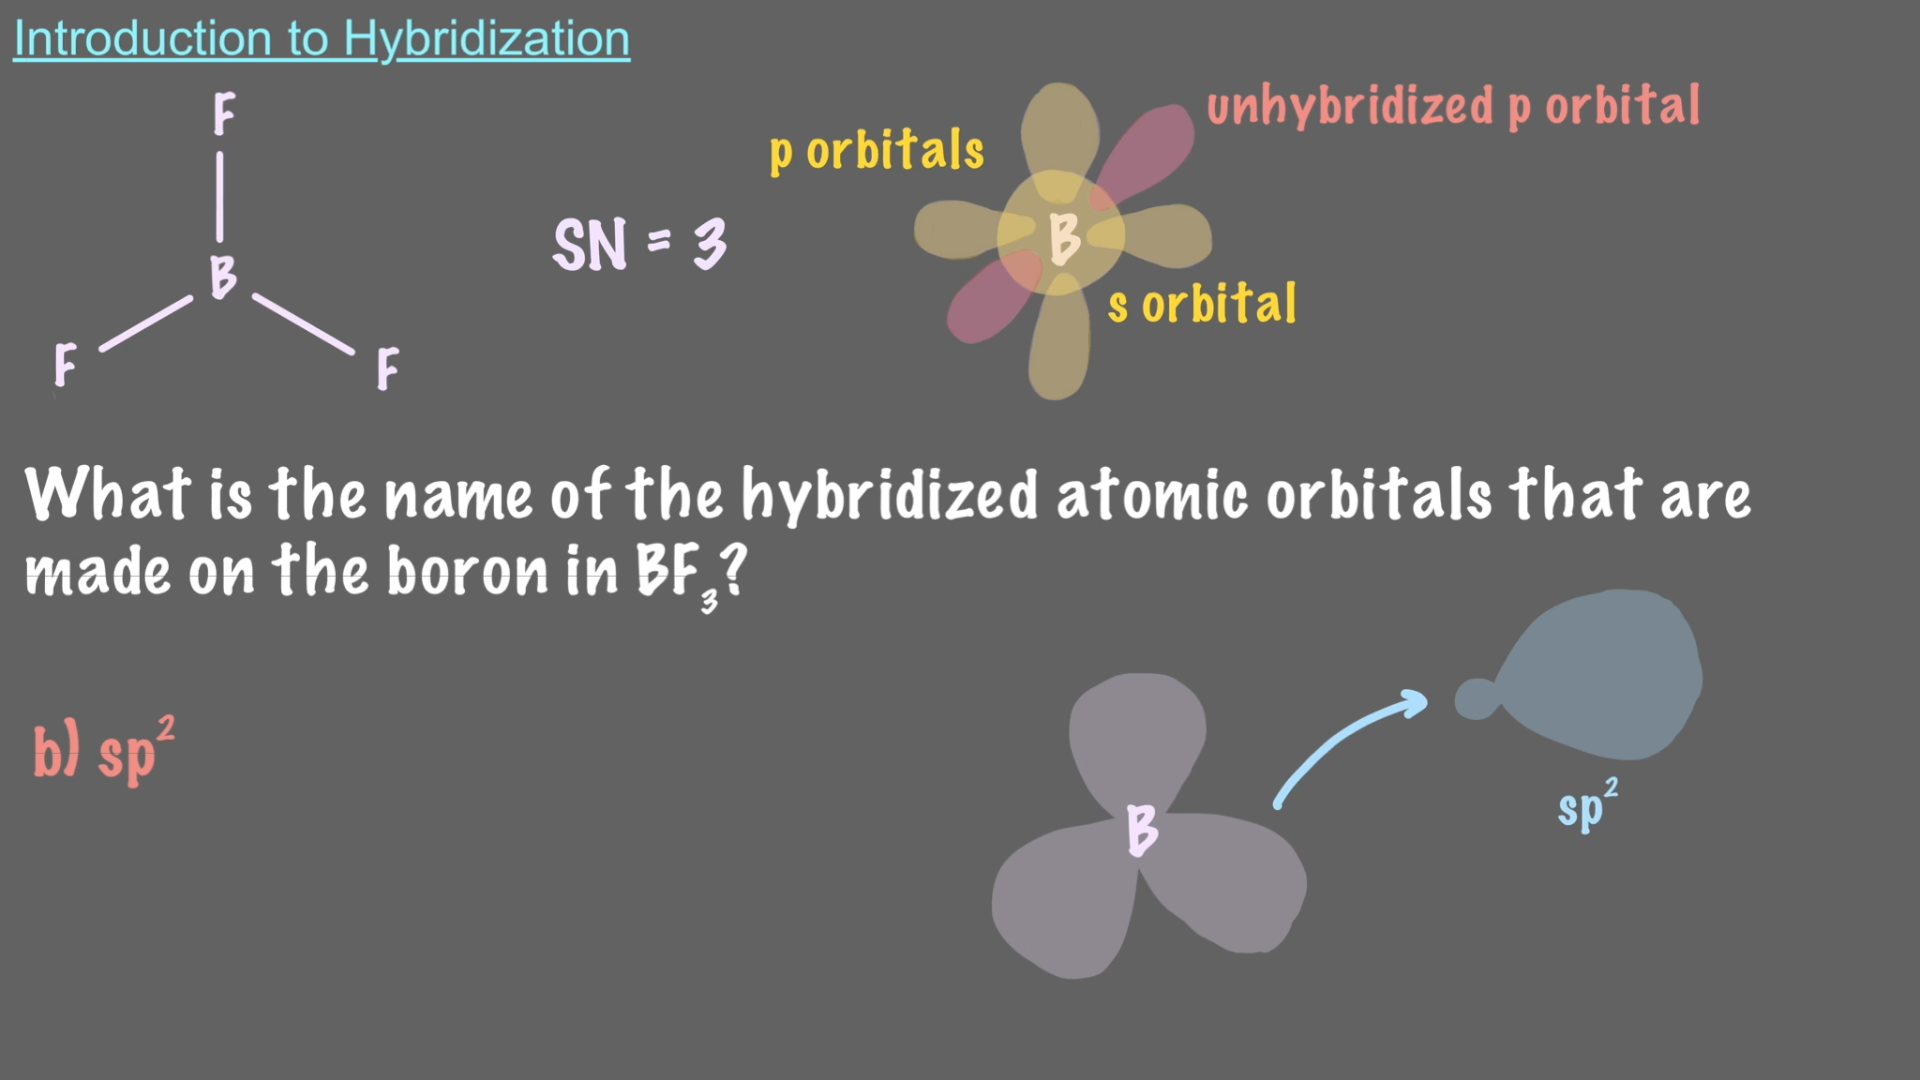 Introduction to Hybridization
F
B
F
F
SN = 3
p orbitals
unhybridized p orbital
B
s orbital
What is the name of the hybridized atomic orbitals that are
made on the boron in BF₃?
b) sp²
B
sp²